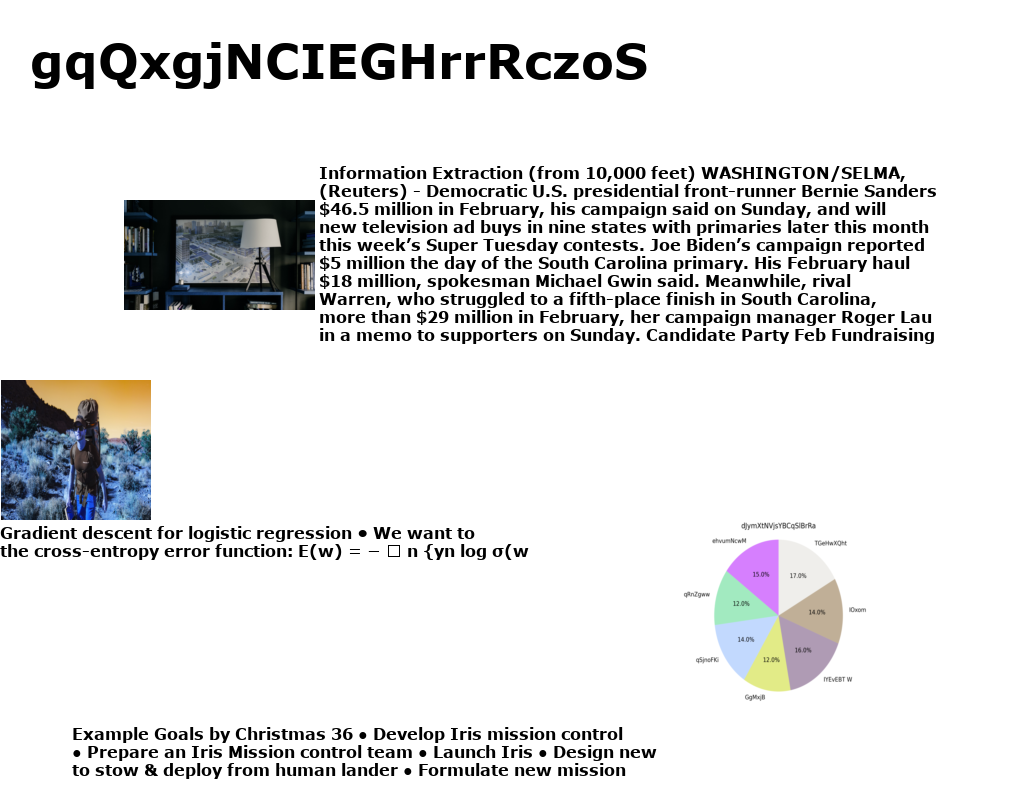 gqQxgjNCIEGHrrRczoS
Information Extraction (from 10,000 feet) WASHINGTON/SELMA,
(Reuters) - Democratic U.S. presidential front-runner Bernie Sanders
$46.5 million in February, his campaign said on Sunday, and will
new television ad buys in nine states with primaries later this month
this week’s Super Tuesday contests. Joe Biden’s campaign reported
$5 million the day of the South Carolina primary. His February haul
$18 million, spokesman Michael Gwin said. Meanwhile, rival
Warren, who struggled to a fifth-place finish in South Carolina,
more than $29 million in February, her campaign manager Roger Lau
in a memo to supporters on Sunday. Candidate Party Feb Fundraising
Gradient descent for logistic regression ● We want to
the cross-entropy error function: E(w) = − □ n {yn log σ(w
dJymXtNVjsYBCqSlBrRa
ehvumNcwM
TGeHwXQht
15.0%
17.0%
qRnZgww
12.0%
14.0%
IOxom
14.0%
16.0%
qSjnoFKi
12.0%
IYEvEBT W
GgMxjB
Example Goals by Christmas 36 ● Develop Iris mission control
● Prepare an Iris Mission control team ● Launch Iris ● Design new
to stow & deploy from human lander ● Formulate new mission